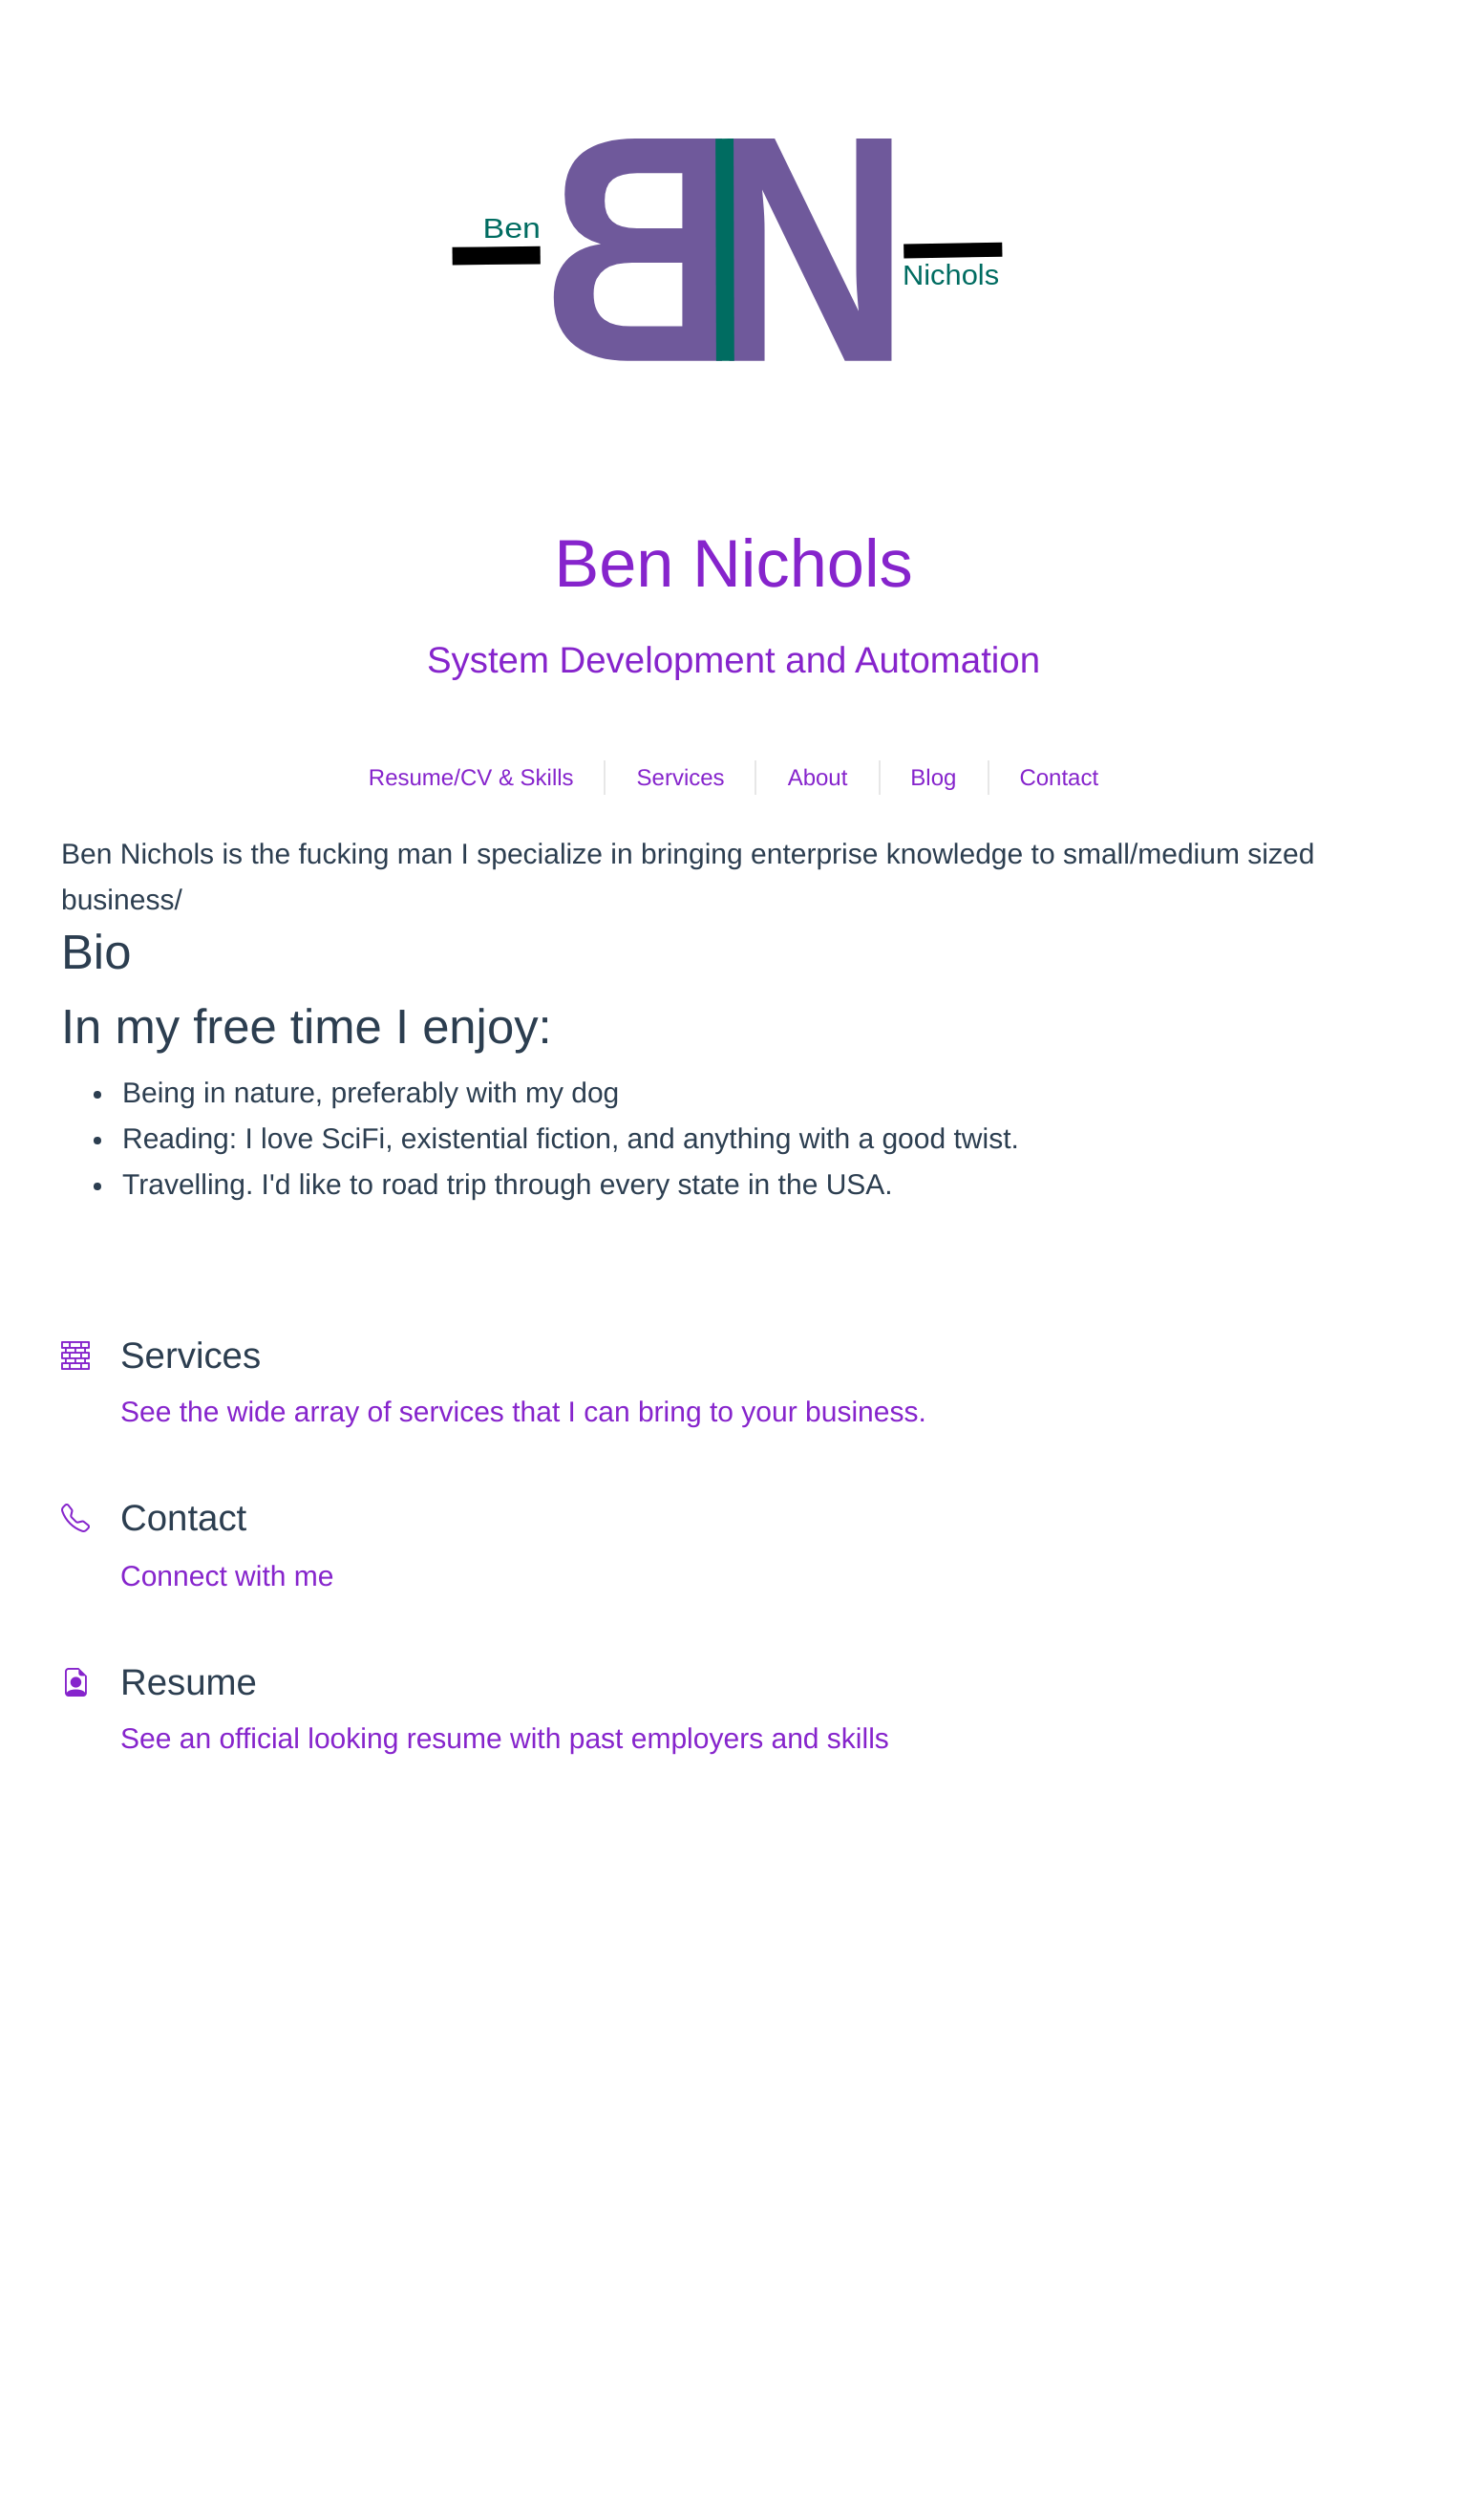 Ben
BN
Nichols
Ben Nichols
System Development and Automation
Resume/CV & Skills Services About Blog Contact
Ben Nichols is the fucking man I specialize in bringing enterprise knowledge to small/medium sized
business/
Bio
In my free time I enjoy:
Being in nature, preferably with my dog
Reading: I love SciFi, existential fiction, and anything with a good twist.
Travelling. I'd like to road trip through every state in the USA.
Services
See the wide array of services that I can bring to your business.
Contact
Connect with me
Resume
See an official looking resume with past employers and skills